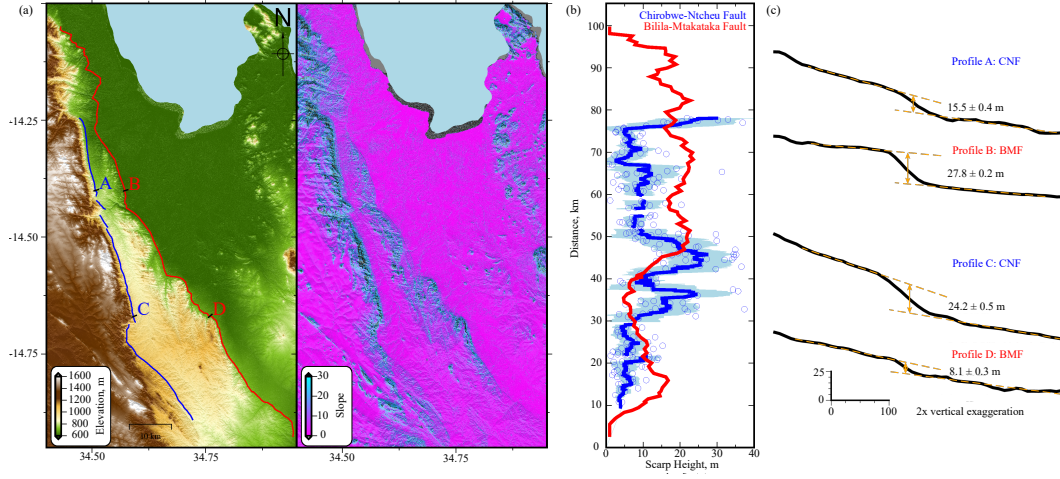 (a)
N
-14.25
-14.50
-14.75
34.50
34.75
34.50
34.75
A
B
C
D
1600
1400
1200
1000
800
600
Elevation, m
10 km
30
20
10
0
Slope
(b)
Chirobwe-Ntcheu Fault
Bilila-Mtakataka Fault
100
90
80
70
60
50
40
30
20
10
0
Distance, km
0 10 20 30 40
Scarp Height, m
(c)
Profile A: CNF
15.5 ± 0.4 m
Profile B: BMF
27.8 ± 0.2 m
Profile C: CNF
24.2 ± 0.5 m
Profile D: BMF
8.1 ± 0.3 m
25
0
0 100
2x vertical exaggeration